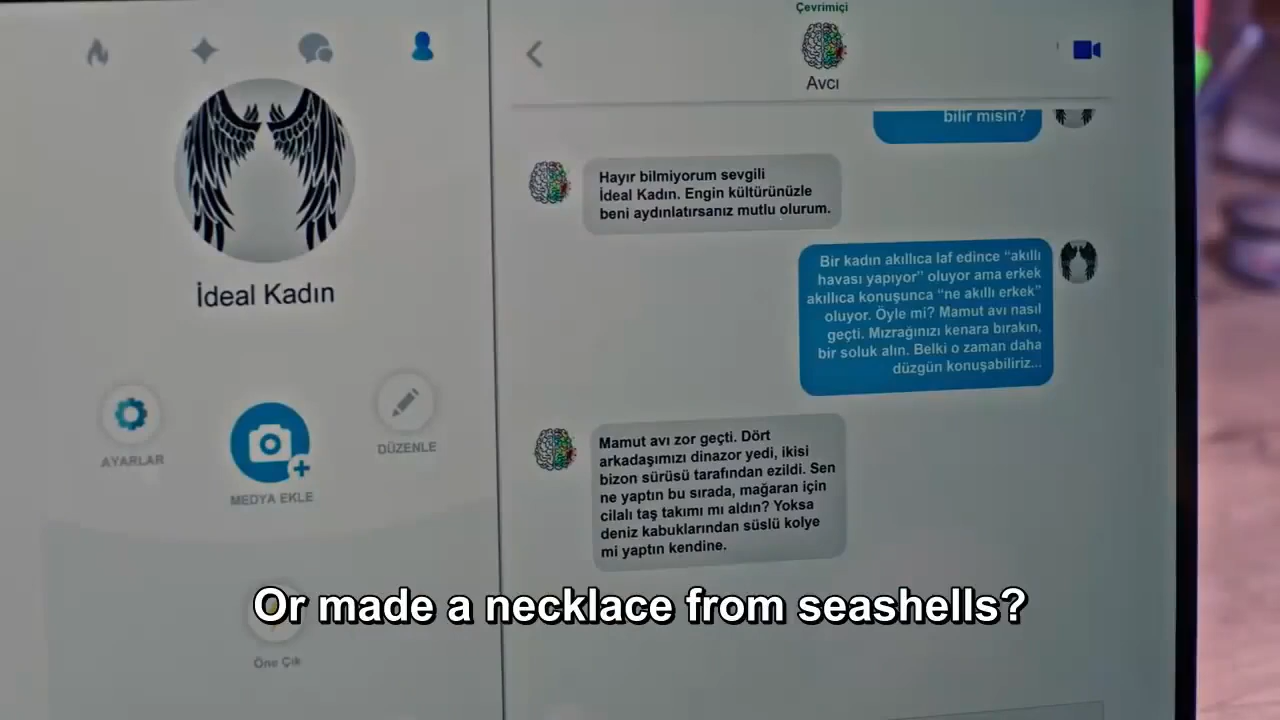 İdeal Kadın
AYARLAR
MEDYA EKLE
DÜZENLE
Öne Çık
Çevrimiçi
Avcı
bilir misin?
Hayır bilmiyorum sevgili
İdeal Kadın. Engin kültürünüzle
beni aydınlatırsanız mutlu olurum.
Bir kadın akıllıca laf edince “akıllı
havası yapıyor” oluyor ama erkek
akıllıca konuşunca “ne akıllı erkek”
oluyor. Öyle mi? Mamut avı nasıl
geçti. Mızrağınızı kenara bırakın,
bir soluk alın. Belki o zaman daha
düzgün konuşabiliriz...
Mamut avı zor geçti. Dört
arkadaşımızı dinazor yedi, ikisi
bizon sürüsü tarafından ezildi. Sen
ne yaptın bu sırada, mağaran için
cilalı taş takımı mı aldın? Yoksa
deniz kabuklarından süslü kolye
mi yaptın kendine.
Or made a necklace from seashells?